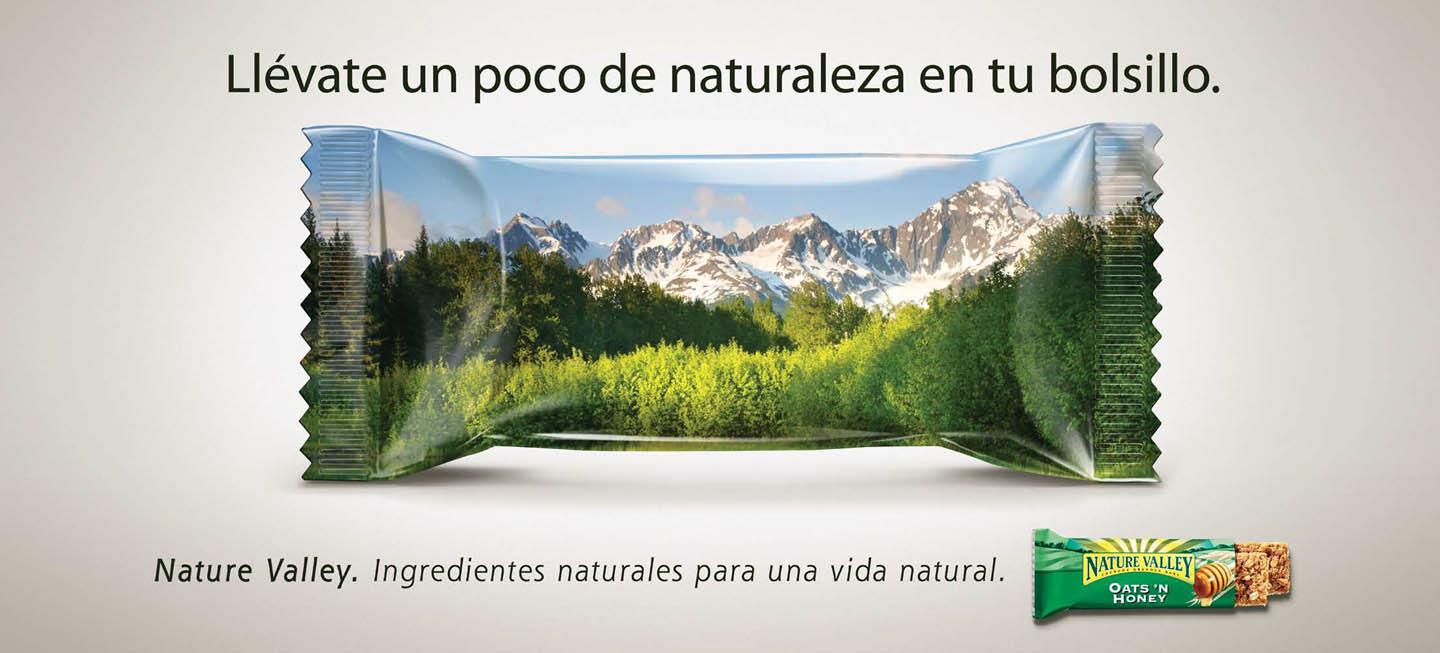 Llévate un poco de naturaleza en tu bolsillo.
Nature Valley. Ingredientes naturales para una vida natural.
NATURE VALLEY
OATS 'N
HONEY